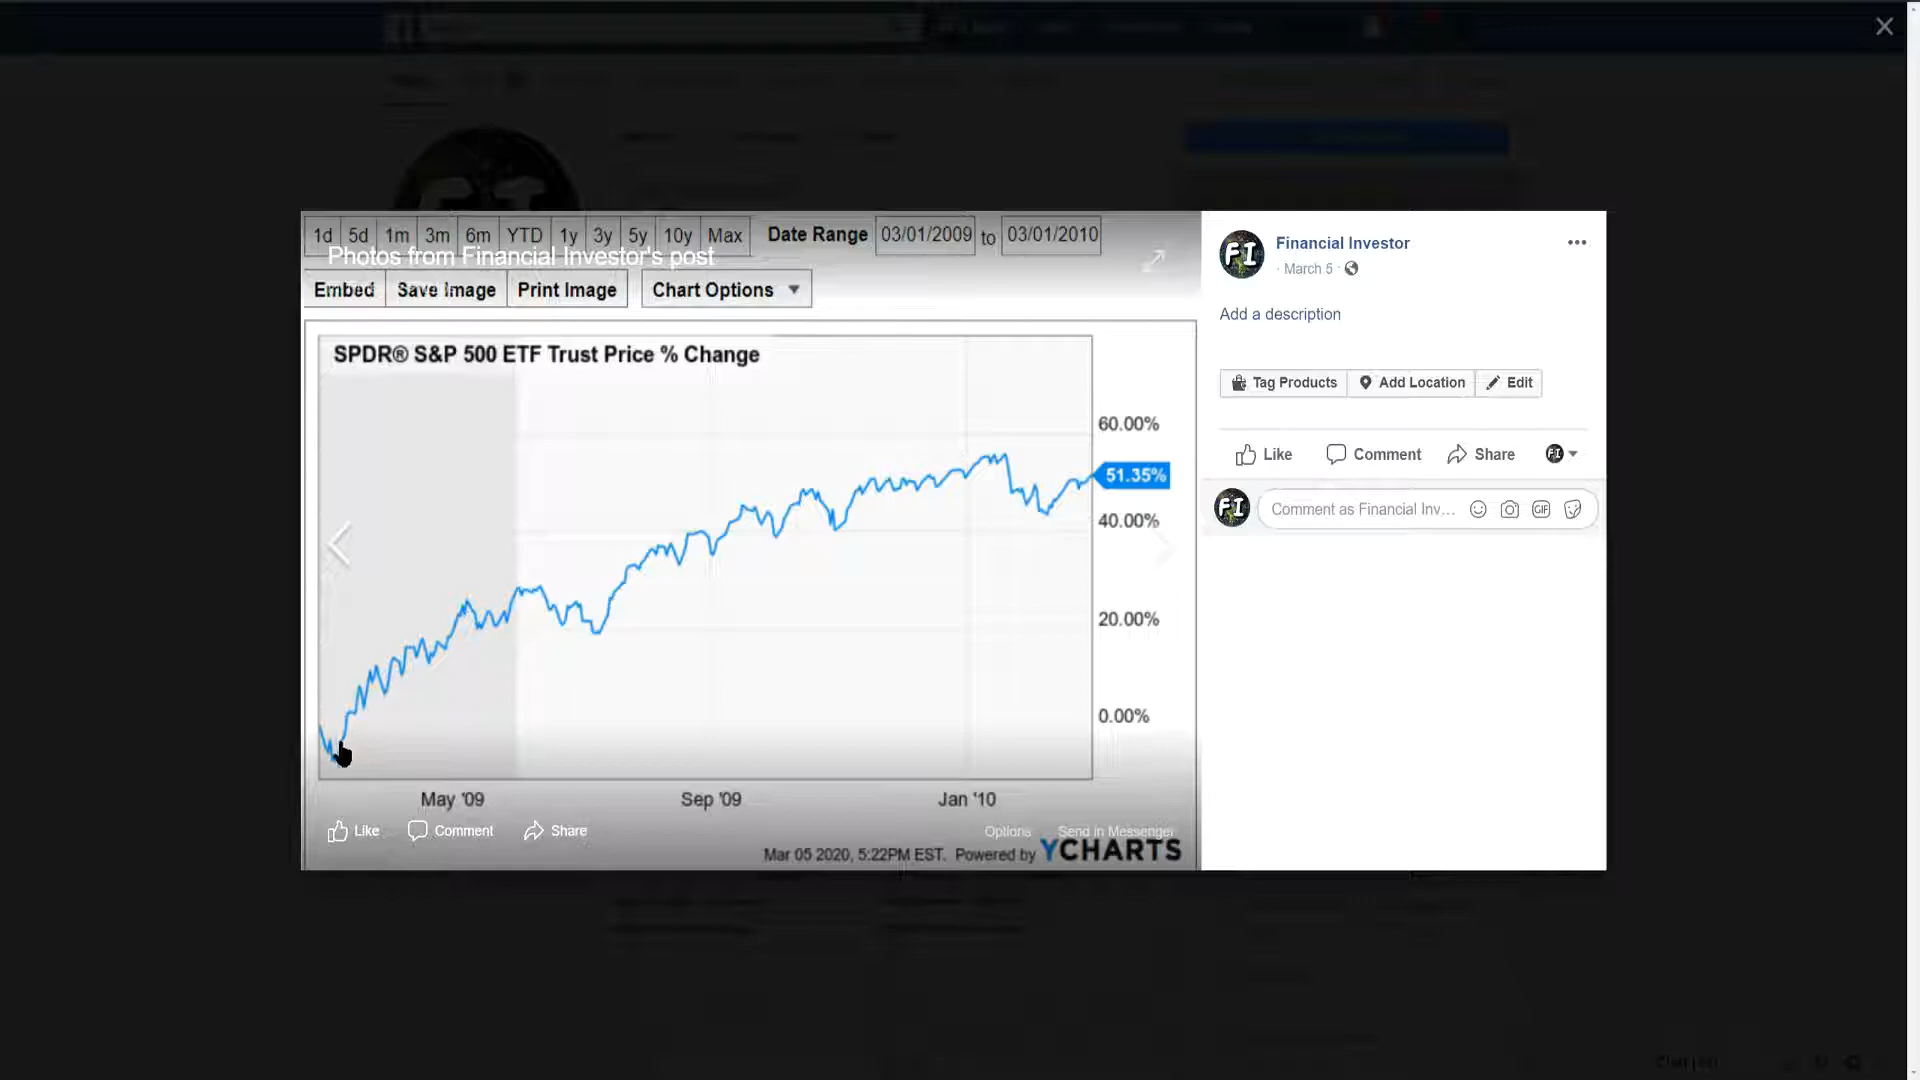 1d 5d 1m 3m 6m YTD 1y 3y 5y 10y Max Date Range 03/01/2009 to 03/01/2010
Photos from Financial Investor's post
Embed Save Image Print Image Chart Options
SPDR® S&P 500 ETF Trust Price % Change
60.00%
51.35%
40.00%
20.00%
0.00%
May '09 Sep '09 Jan '10
Like Comment Share Options Send in Messenger
Mar 05 2020, 5:22PM EST. Powered by YCHARTS
FI
Financial Investor
· March 5 ·
Add a description
Tag Products Add Location Edit
Like Comment Share FI
FI Comment as Financial Inv... GIF